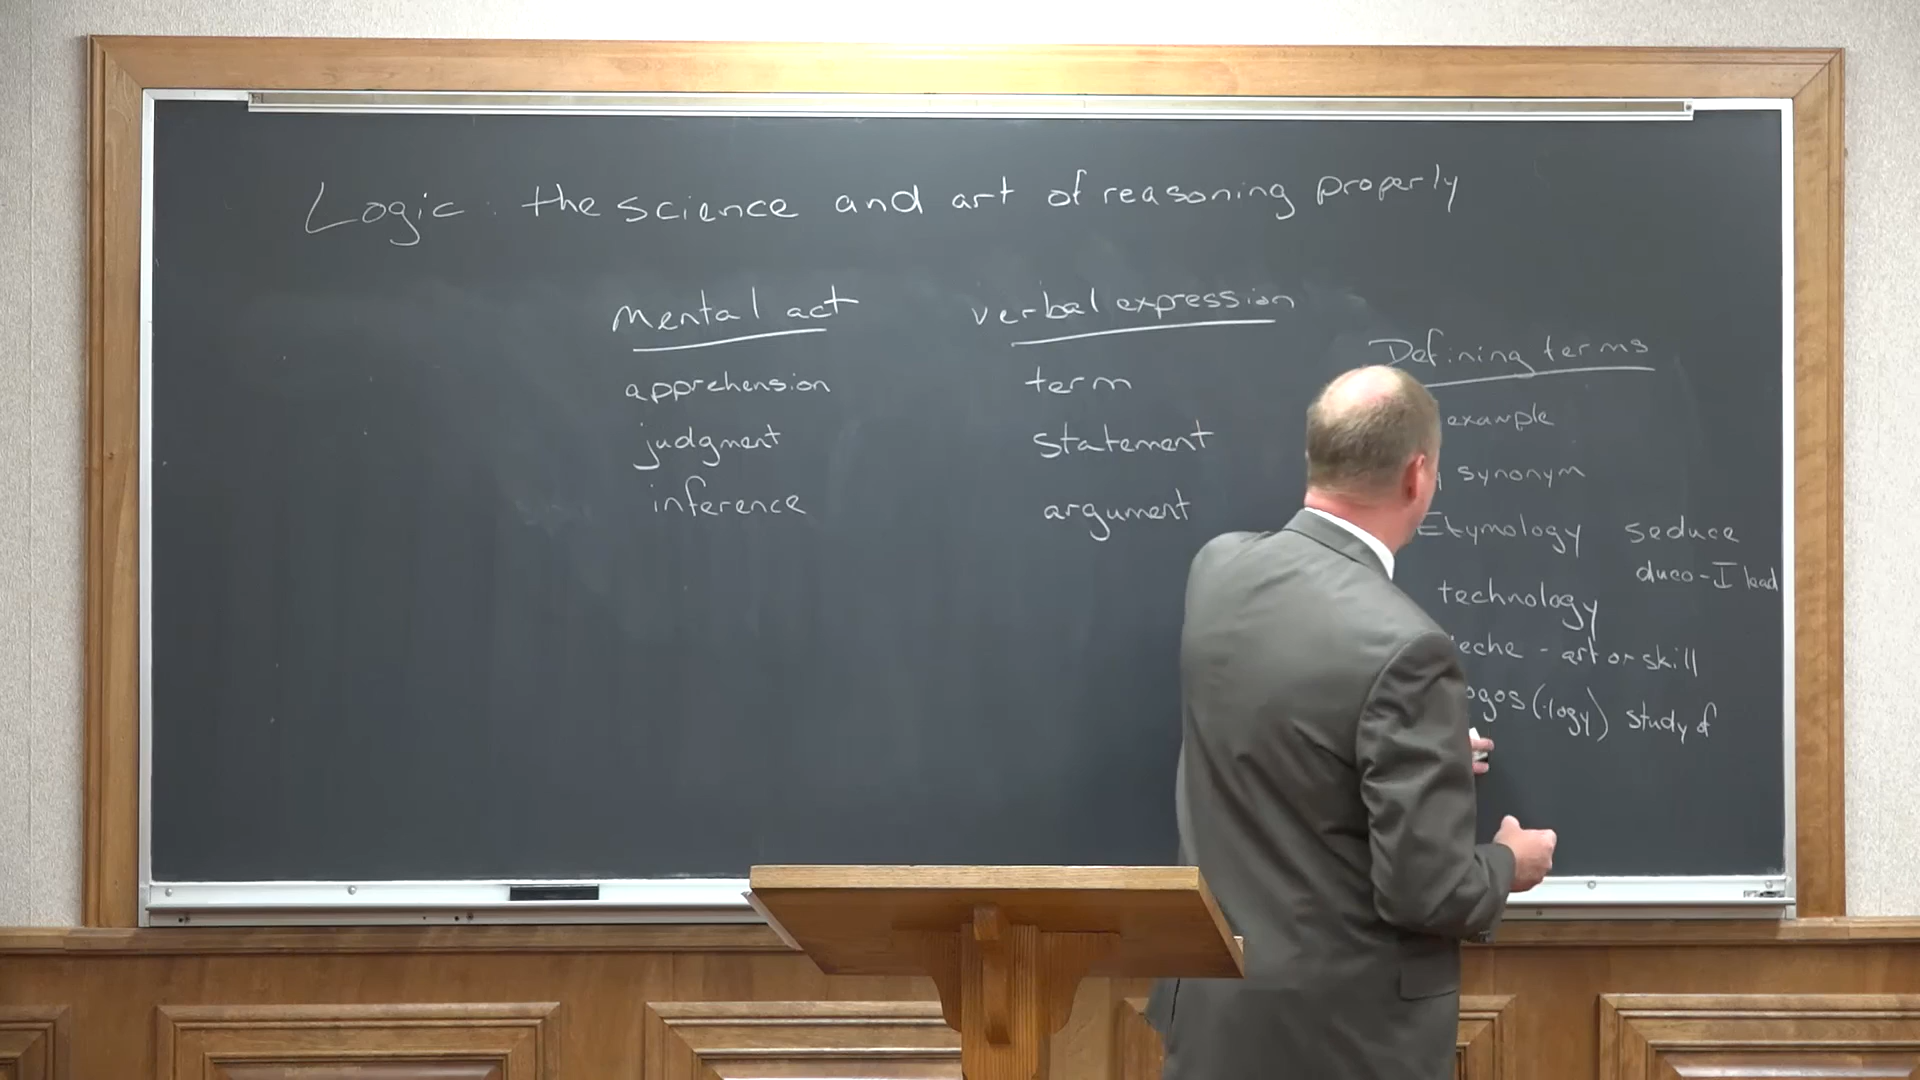 Logic: the science and art of reasoning properly
mental act
apprehension
judgment
inference
verbal expression
term
statement
argument
Defining terms
example
synonym
Etymology seduce
duco - I lead
technology
eche - art or skill
ogos (-logy) study of